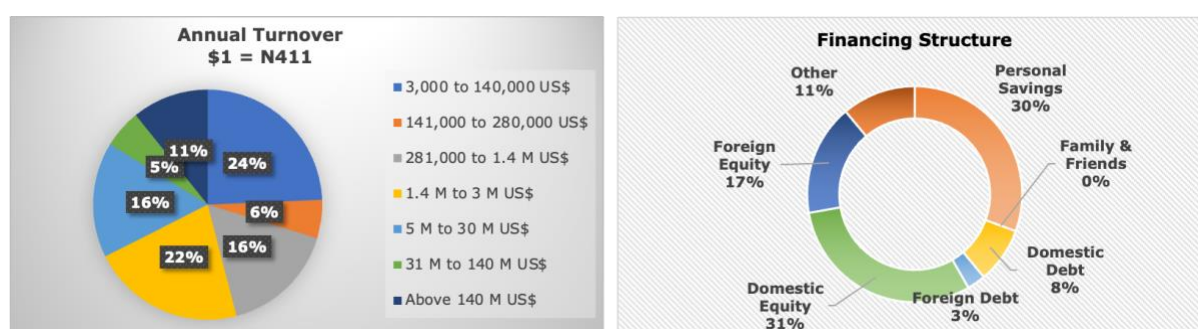 Annual Turnover
$1 = N411
11%
24%
5%
6%
16%
16%
22%
3,000 to 140,000 US$
141,000 to 280,000 US$
281,000 to 1.4 M US$
1.4 M to 3 M US$
5 M to 30 M US$
31 M to 140 M US$
Above 140 M US$
Financing Structure
Other
11%
Personal
Savings
30%
Foreign
Equity
17%
Family &
Friends
0%
Domestic
Debt
8%
Domestic
Equity
31%
Foreign Debt
3%